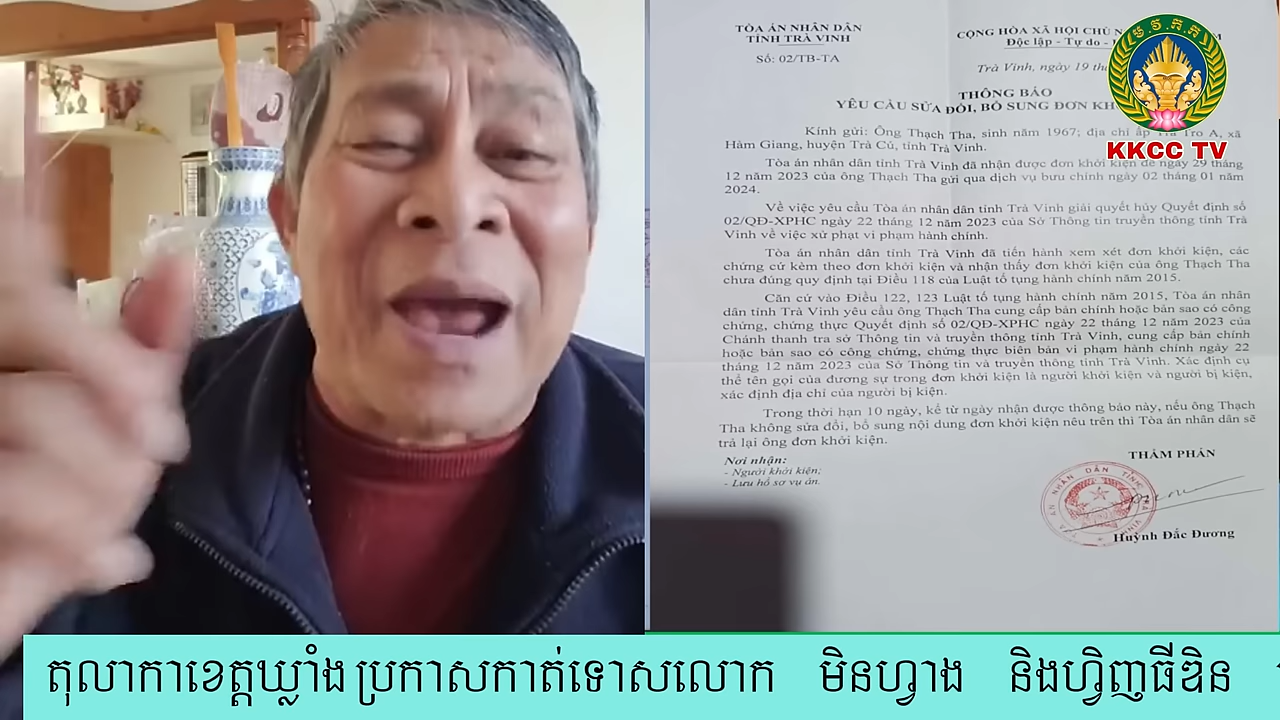 TÒA ÁN NHÂN DÂN
TỈNH TRÀ VINH
Số: 02/TB-TA
CỘNG HÒA XÃ HỘI CHỦ
Độc lập - Tự do -
Trà Vinh, ngày 19
THÔNG BÁO
YÊU CẦU SỬA ĐỔI, BỔ SUNG ĐƠN
KKCC TV
Kính gửi: Ông Thạch Tha, sinh năm 1967; địa chỉ ấp Trà Tro A, xã
Hàm Giang, huyện Trà Cú, tỉnh Trà Vinh.
Tòa án nhân dân tỉnh Trà Vinh đã nhận được đơn khởi kiện đề ngày 29 tháng
12 năm 2023 của ông Thạch Tha gửi qua dịch vụ bưu chính ngày 02 tháng 01 năm
2024.
Về việc yêu cầu Tòa án nhân dân tỉnh Trà Vinh giải quyết hủy Quyết định số
02/QĐ-XPHC ngày 22 tháng 12 năm 2023 của Sở Thông tin truyền thông tỉnh Trà
Vinh về việc xử phạt vi phạm hành chính.
Tòa án nhân dân tỉnh Trà Vinh đã tiến hành xem xét đơn khởi kiện, các
chứng cứ kèm theo đơn khởi kiện và nhận thấy đơn khởi kiện của ông Thạch Tha
chưa đúng quy định tại Điều 118 của Luật tố tụng hành chính năm 2015.
Căn cứ vào Điều 122, 123 Luật tố tụng hành chính năm 2015, Tòa án nhân
dân tỉnh Trà Vinh yêu cầu ông Thạch Tha cung cấp bản chính hoặc bản sao có công
chứng, chứng thực Quyết định số 02/QĐ-XPHC ngày 22 tháng 12 năm 2023 của
Chánh thanh tra sở Thông tin và truyền thông tỉnh Trà Vinh, cung cấp bản chính
hoặc bản sao có công chứng, chứng thực biên bản vi phạm hành chính ngày 22
tháng 12 năm 2023 của Sở Thông tin và truyền thông tỉnh Trà Vinh. Xác định cụ
thể tên gọi của đương sự trong đơn khởi kiện là người khởi kiện và người bị kiện,
xác định địa chỉ của người bị kiện.
Trong thời hạn 10 ngày, kể từ ngày nhận được thông báo này, nếu ông Thạch
Tha không sửa đổi, bổ sung nội dung đơn khởi kiện nêu trên thì Tòa án nhân dân sẽ
trả lại ông đơn khởi kiện.
Nơi nhận:
- Người khởi kiện;
- Lưu hồ sơ vụ án.
THẨM PHÁN
Huỳnh Đắc Đương
តុលាកាខេត្តឃ្លាំង ប្រកាសកាត់ទោសលោក មិនហ្វាង និងហ្វិញធីឌិន